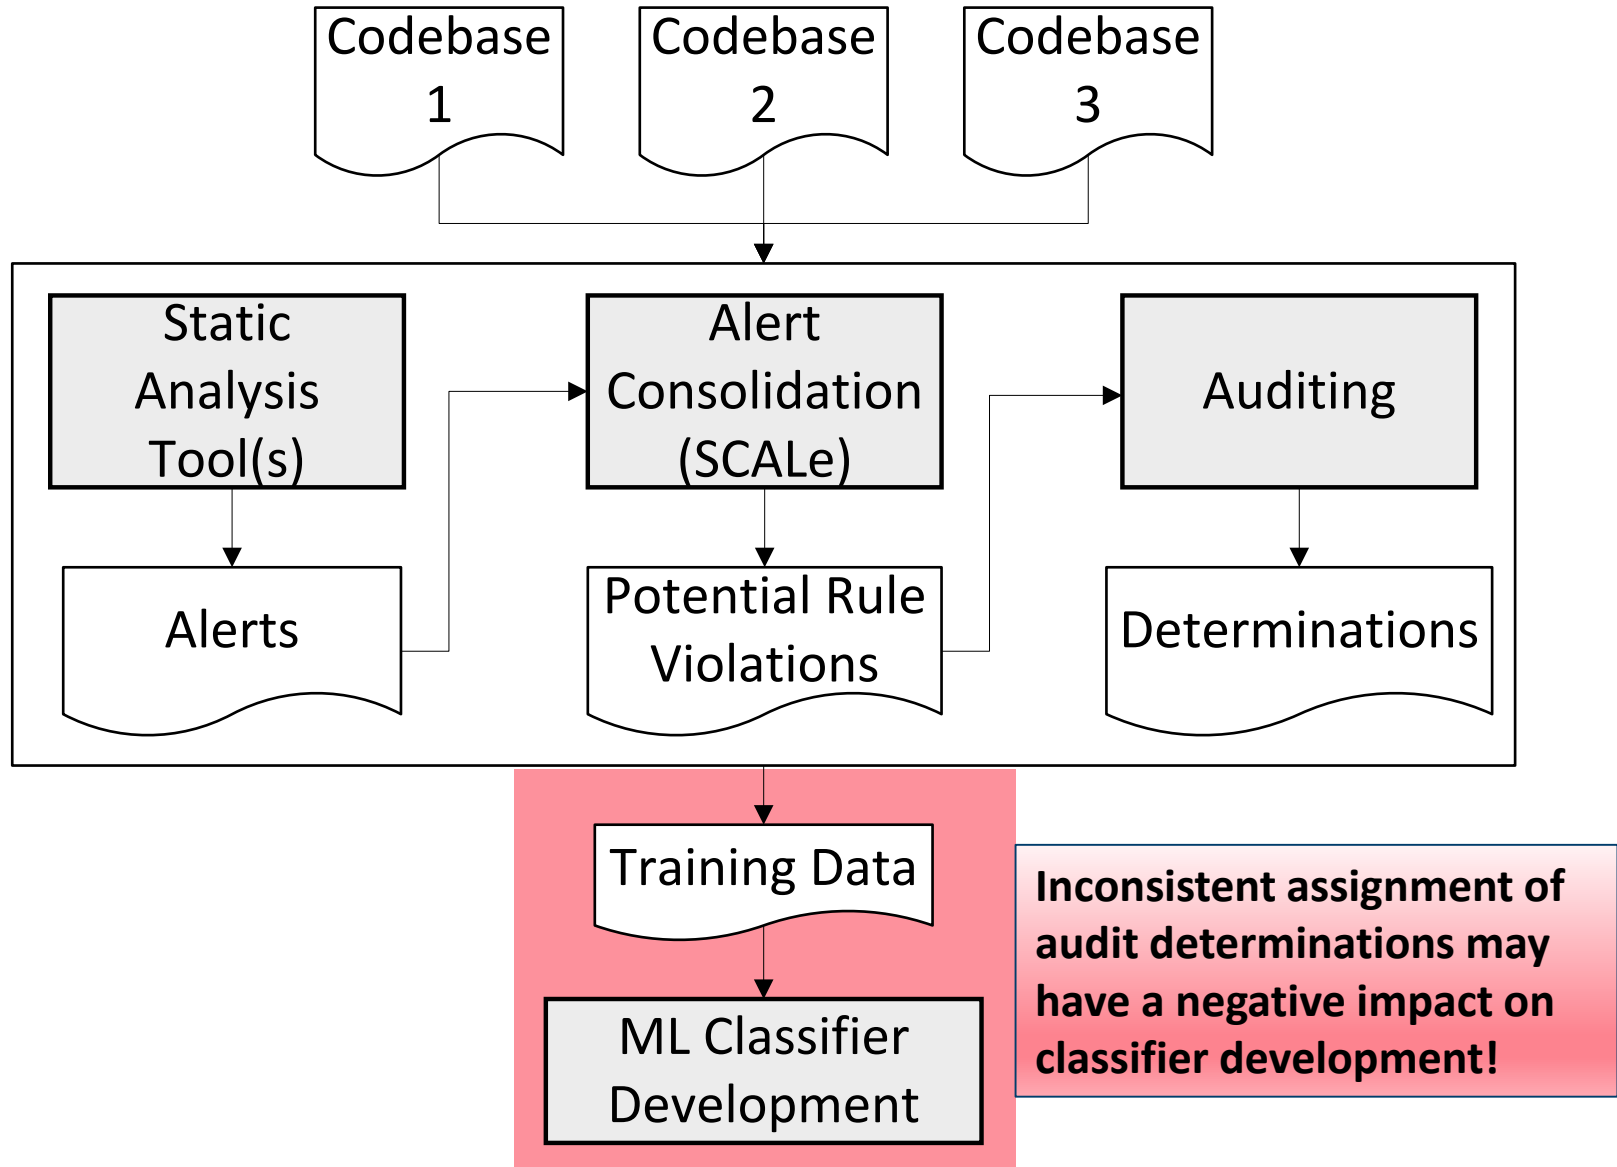 Codebase
1
Codebase
2
Codebase
3
Static
Analysis
Tool(s)
Alert
Consolidation
(SCALe)
Auditing
Alerts
Potential Rule
Violations
Determinations
Training Data
Inconsistent assignment of
audit determinations may
have a negative impact on
classifier development!
ML Classifier
Development